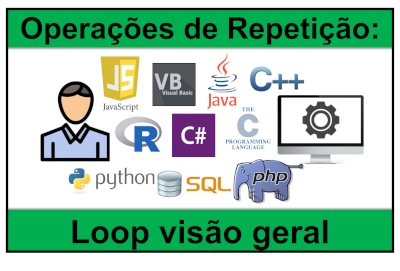 Operações de Repetição:
JS
JavaScript
VB
Visual Basic
Java
C++
R
C#
THE
C
PROGRAMMING
LANGUAGE
python
SQL
php
Loop visão geral